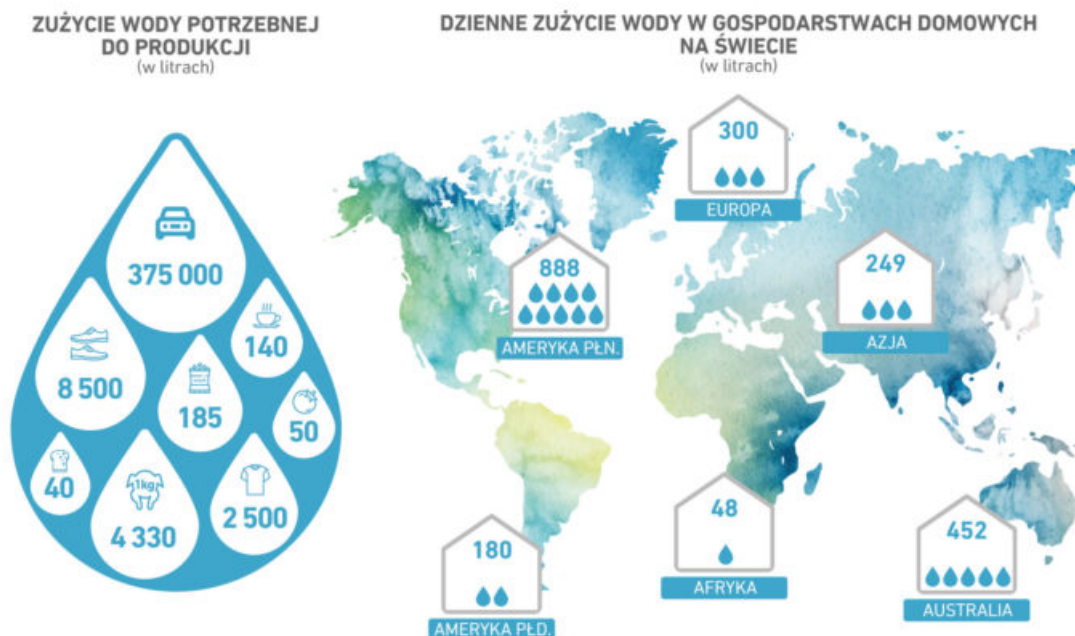 ZUŻYCIE WODY POTRZEBNEJ
DO PRODUKCJI
(w litrach)
375 000
8 500
140
185
50
40
1kg
4 330
2 500
DZIENNE ZUŻYCIE WODY W GOSPODARSTWACH DOMOWYCH
NA ŚWIECIE
(w litrach)
300
EUROPA
888
AMERYKA PŁN.
249
AZJA
180
AMERYKA PŁD.
48
AFRYKA
452
AUSTRALIA